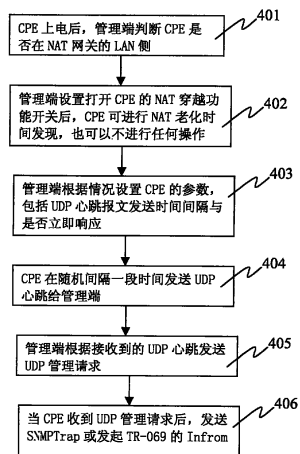 CPE 上电后，管理端判断 CPE 是
否在 NAT 网关的 LAN 侧
401
管理端设置打开 CPE 的 NAT 穿越功
能开关后，CPE 可进行 NAT 老化时
间发现，也可以不进行任何操作
402
管理端根据情况设置 CPE 的参数，
包括 UDP 心跳报文发送时间间隔与
是否立即响应
403
CPE 在随机间隔一段时间发送 UDP
心跳给管理端
404
管理端根据接收到的 UDP 心跳发送
UDP 管理请求
405
当 CPE 收到 UDP 管理请求后，发送
SNMPTrap 或发起 TR-069 的 Infrom
406